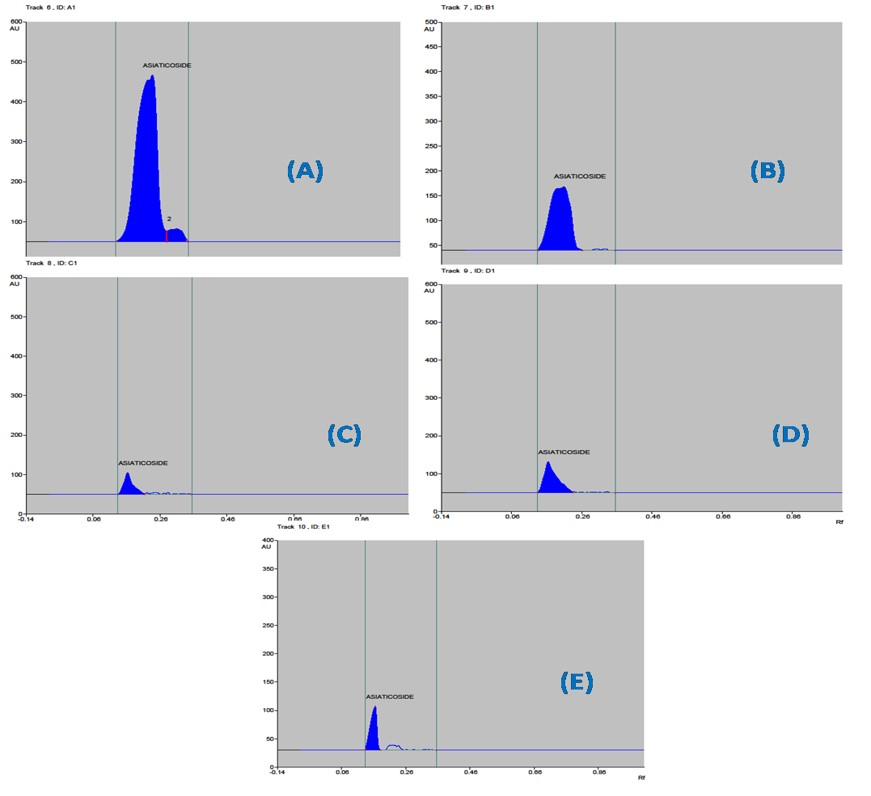 Track 6 , ID: A1
600
AU
500
400
300
200
100
ASIATICOSIDE
2
(A)
Track 7 , ID: B1
500
AU
450
400
350
300
250
200
150
100
50
ASIATICOSIDE
(B)
Track 8 , ID: C1
600
AU
500
400
300
200
100
0
ASIATICOSIDE
(C)
-0.14 0.06 0.26 0.46 0.66 0.86
Track 9 , ID: D1
600
AU
500
400
300
200
100
0
ASIATICOSIDE
(D)
-0.14 0.06 0.26 0.46 0.66 0.86
Rf
Track 10 , ID: E1
400
AU
350
300
250
200
150
100
50
0
ASIATICOSIDE
(E)
-0.14 0.06 0.26 0.46 0.66 0.86
Rf